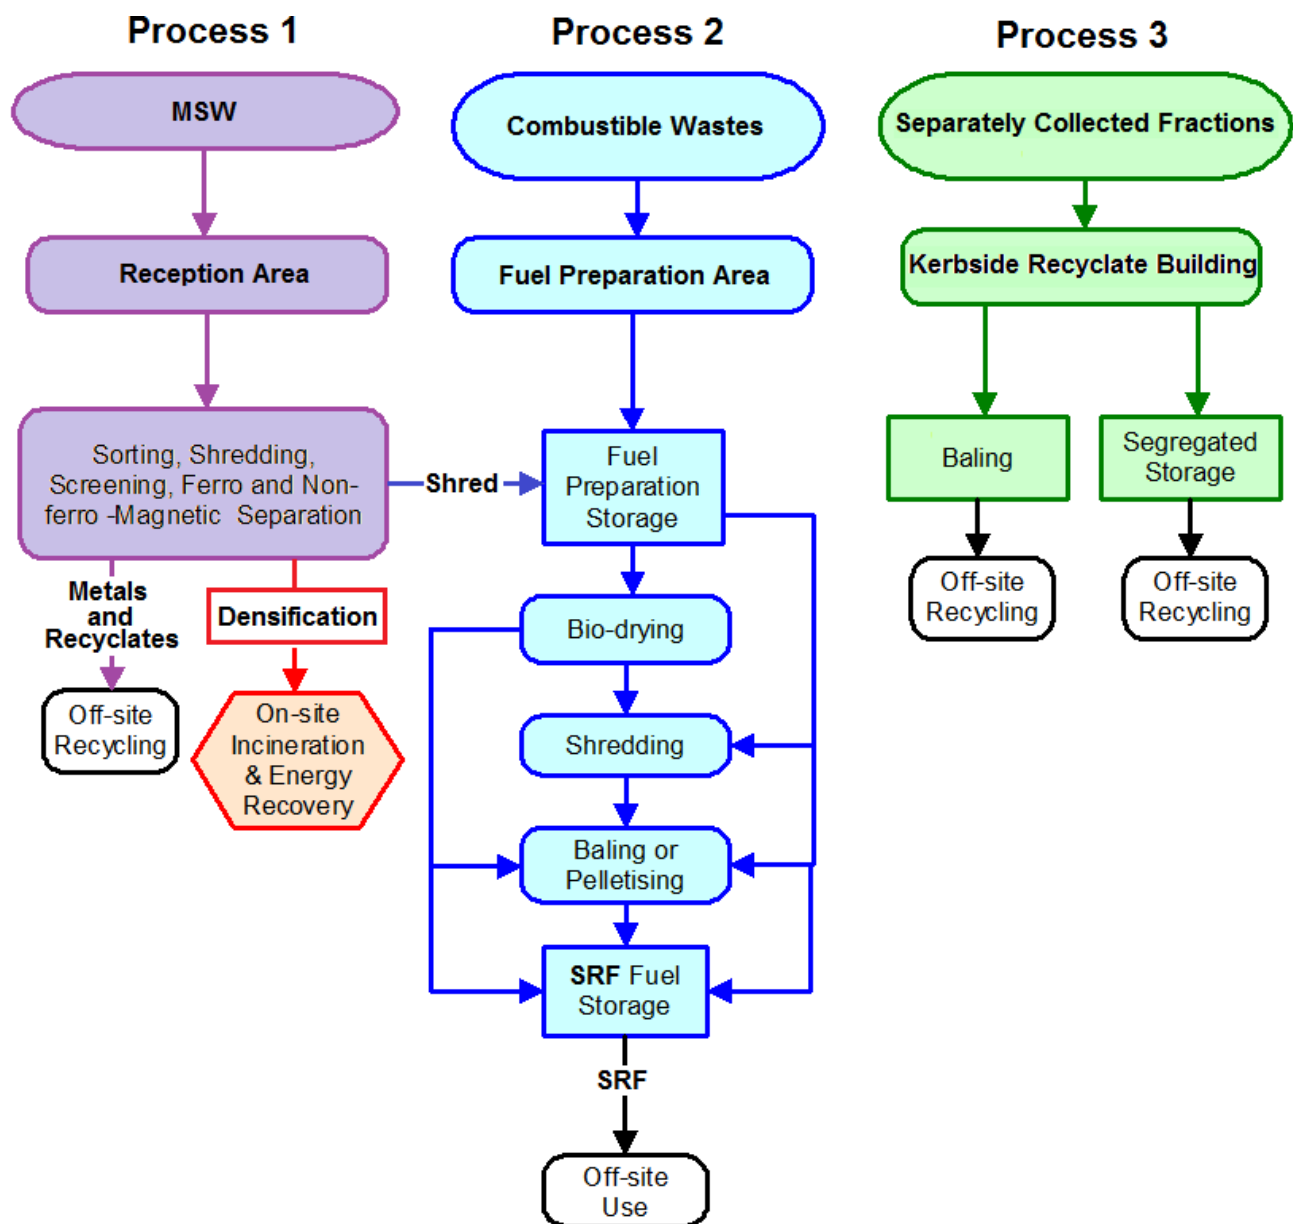 Process 1
Process 2
Process 3
MSW
Combustible Wastes
Separately Collected Fractions
Reception Area
Fuel Preparation Area
Kerbside Recyclate Building
Sorting, Shredding,
Screening, Ferro and Non-
ferro -Magnetic Separation
Shred
Fuel
Preparation
Storage
Baling
Segregated
Storage
Metals
and
Recyclates
Densification
Off-site
Recycling
Off-site
Recycling
Bio-drying
Off-site
Recycling
On-site
Incineration
& Energy
Recovery
Shredding
Baling or
Pelletising
SRF Fuel
Storage
SRF
Off-site
Use